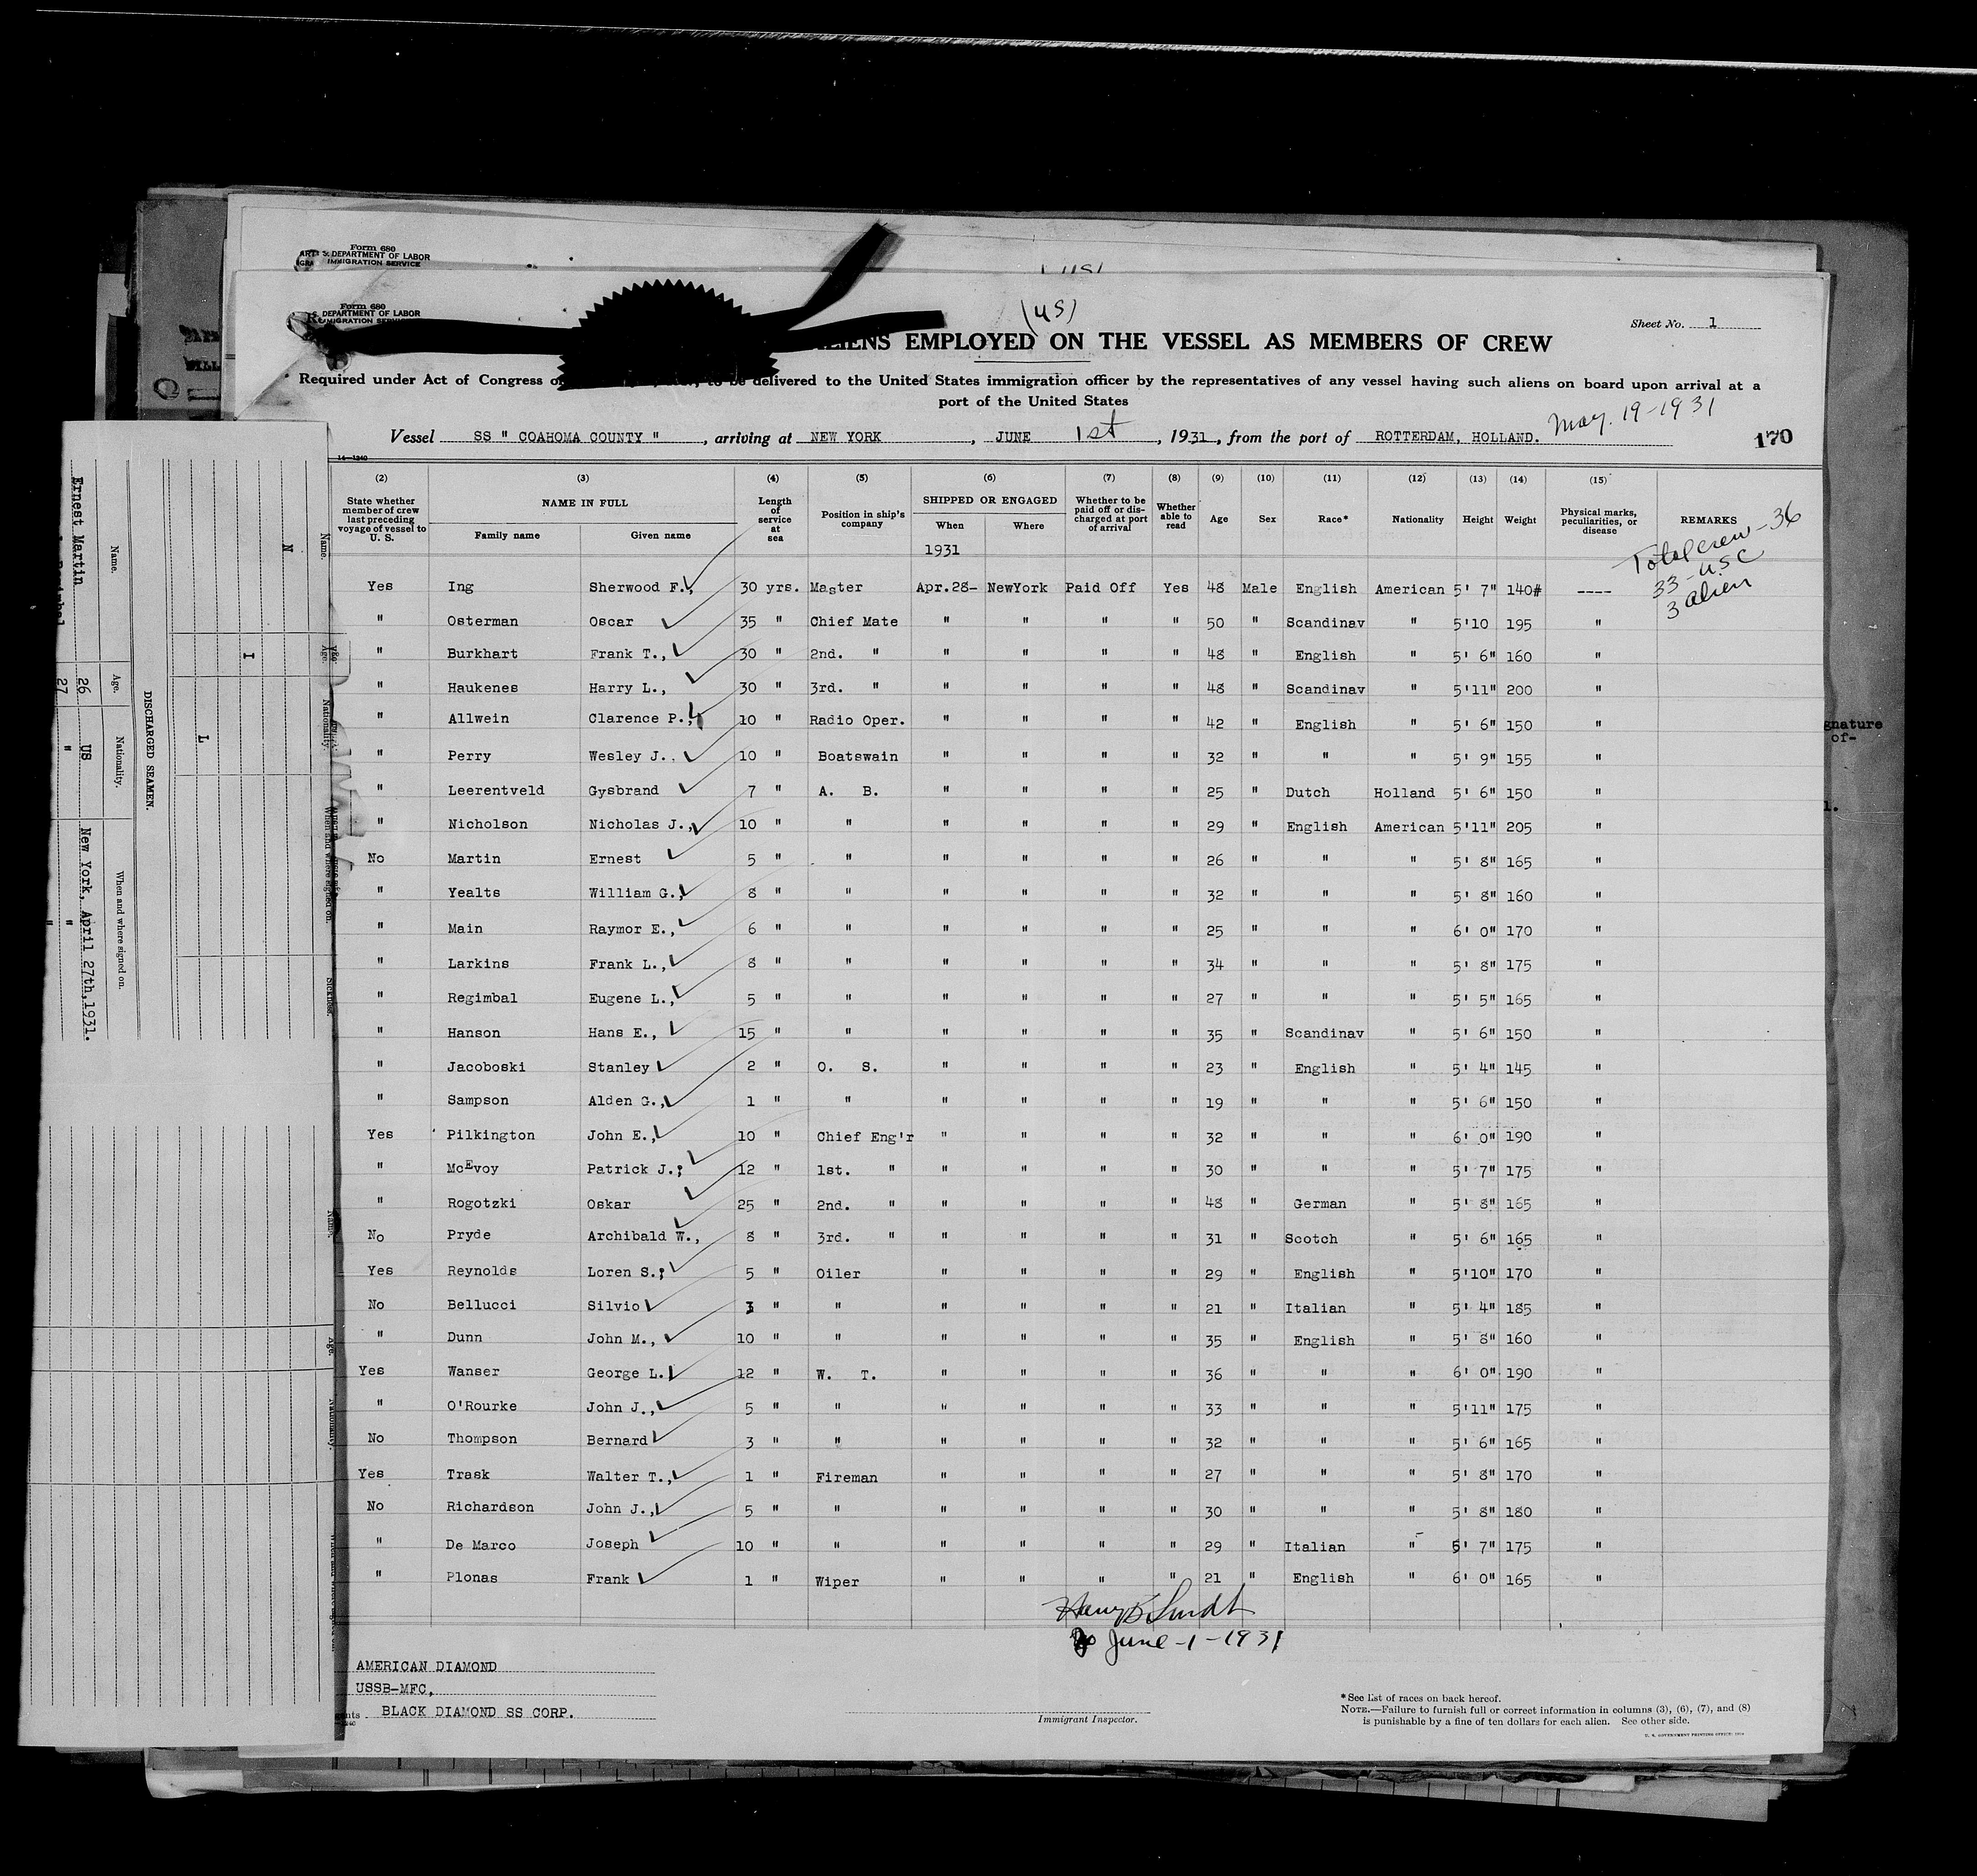 Form 680
DEPARTMENT OF LABOR
IMMIGRATION SERVICE
Form 680
DEPARTMENT OF LABOR
IMMIGRATION SERVICE
(US)
Sheet No. 1
ALIENS EMPLOYED ON THE VESSEL AS MEMBERS OF CREW
Required under Act of Congress of to be delivered to the United States immigration officer by the representatives of any vessel having such aliens on board upon arrival at a
port of the United States
May. 19-1931
Vessel SS " COAHOMA COUNTY ", arriving at NEW YORK, JUNE 1st, 1931, from the port of ROTTERDAM, HOLLAND.
170
14-1240
(2) (3) (4) (5) (6) (7) (8) (9) (10) (11) (12) (13) (14) (15)
State whether member of crew last preceding voyage of vessel to U. S. NAME IN FULL Family name Given name Length of service at sea Position in ship's company SHIPPED OR ENGAGED When Where Whether to be paid off or discharged at port of arrival Whether able to read Age Sex Race* Nationality Height Weight Physical marks, peculiarities, or disease REMARKS
1931
Total crew - 36
33 - USC
3 alien
Yes Ing Sherwood F., 30 yrs. Master Apr.28- NewYork Paid Off Yes 48 Male English American 5' 7" 140# ----
" Osterman Oscar 35 " Chief Mate " " " " 50 " Scandinav " 5'10 195 "
" Burkhart Frank T., 30 " 2nd. " " " " " 48 " English " 5' 6" 160 "
" Haukenes Harry L., 30 " 3rd. " " " " " 48 " Scandinav " 5'11" 200 "
" Allwein Clarence P., 10 " Radio Oper. " " " " 42 " English " 5' 6" 150 "
" Perry Wesley J., 10 " Boatswain " " " " 32 " " " 5' 9" 155 "
" Leerentveld Gysbrand 7 " A. B. " " " " 25 " Dutch Holland 5' 6" 150 "
" Nicholson Nicholas J., 10 " " " " " " 29 " English American 5'11" 205 "
No Martin Ernest 5 " " " " " " 26 " " " 5' 8" 165 "
" Yealts William G., 8 " " " " " " 32 " " " 5' 8" 160 "
" Main Raymor E., 6 " " " " " " 25 " " " 6' 0" 170 "
" Larkins Frank L., 8 " " " " " " 34 " " " 5' 8" 175 "
" Regimbal Eugene L., 5 " " " " " " 27 " " " 5' 5" 165 "
" Hanson Hans E., 15 " " " " " " 35 " Scandinav " 5' 6" 150 "
" Jacoboski Stanley 2 " O. S. " " " " 23 " English " 5' 4" 145 "
" Sampson Alden G., 1 " " " " " " 19 " " " 5' 6" 150 "
Yes Pilkington John E., 10 " Chief Eng'r " " " " 32 " " " 6' 0" 190 "
" McEvoy Patrick J.; 12 " 1st. " " " " " 30 " " " 5' 7" 175 "
" Rogotzki Oskar 25 " 2nd. " " " " " 48 " German " 5' 8" 165 "
No Pryde Archibald W., 8 " 3rd. " " " " " 31 " Scotch " 5' 6" 165 "
Yes Reynolds Loren S.; 5 " Oiler " " " " 29 " English " 5'10" 170 "
No Bellucci Silvio 3 " " " " " " 21 " Italian " 5' 4" 185 "
" Dunn John M., 10 " " " " " " 35 " English " 5' 8" 160 "
Yes Wanser George L. 12 " W. T. " " " " 36 " " " 6' 0" 190 "
" O'Rourke John J., 5 " " " " " " 33 " " " 5'11" 175 "
No Thompson Bernard 3 " " " " " " 32 " " " 5' 6" 165 "
Yes Trask Walter T., 1 " Fireman " " " " 27 " " " 5' 8" 170 "
No Richardson John J., 5 " " " " " " 30 " " " 5' 8" 180 "
" De Marco Joseph 10 " " " " " " 29 " Italian " 5' 7" 175 "
" Plonas Frank 1 " Wiper " " " " 21 " English " 6' 0" 165 "
June-1-1931
AMERICAN DIAMOND
USSB-MFC,
BLACK DIAMOND SS CORP.
Immigrant Inspector.
*See list of races on back hereof.
NOTE.—Failure to furnish full or correct information in columns (3), (6), (7), and (8)
is punishable by a fine of ten dollars for each alien. See other side.
DISCHARGED SEAMEN.
Name. Age. Nationality. When and where signed on.
Ernest Martin 26 US New York, April 27th,1931.
27 " "
N I L